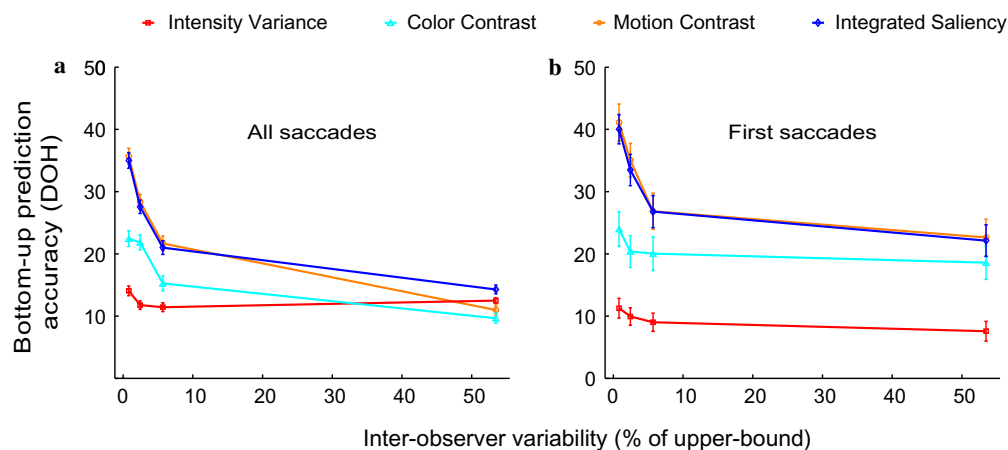 Intensity Variance Color Contrast Motion Contrast Integrated Saliency
a b
Bottom-up prediction
accuracy (DOH)
50
40
30
20
10
All saccades
0 10 20 30 40 50
50
40
30
20
10
0
First saccades
0 10 20 30 40 50
Inter-observer variability (% of upper-bound)